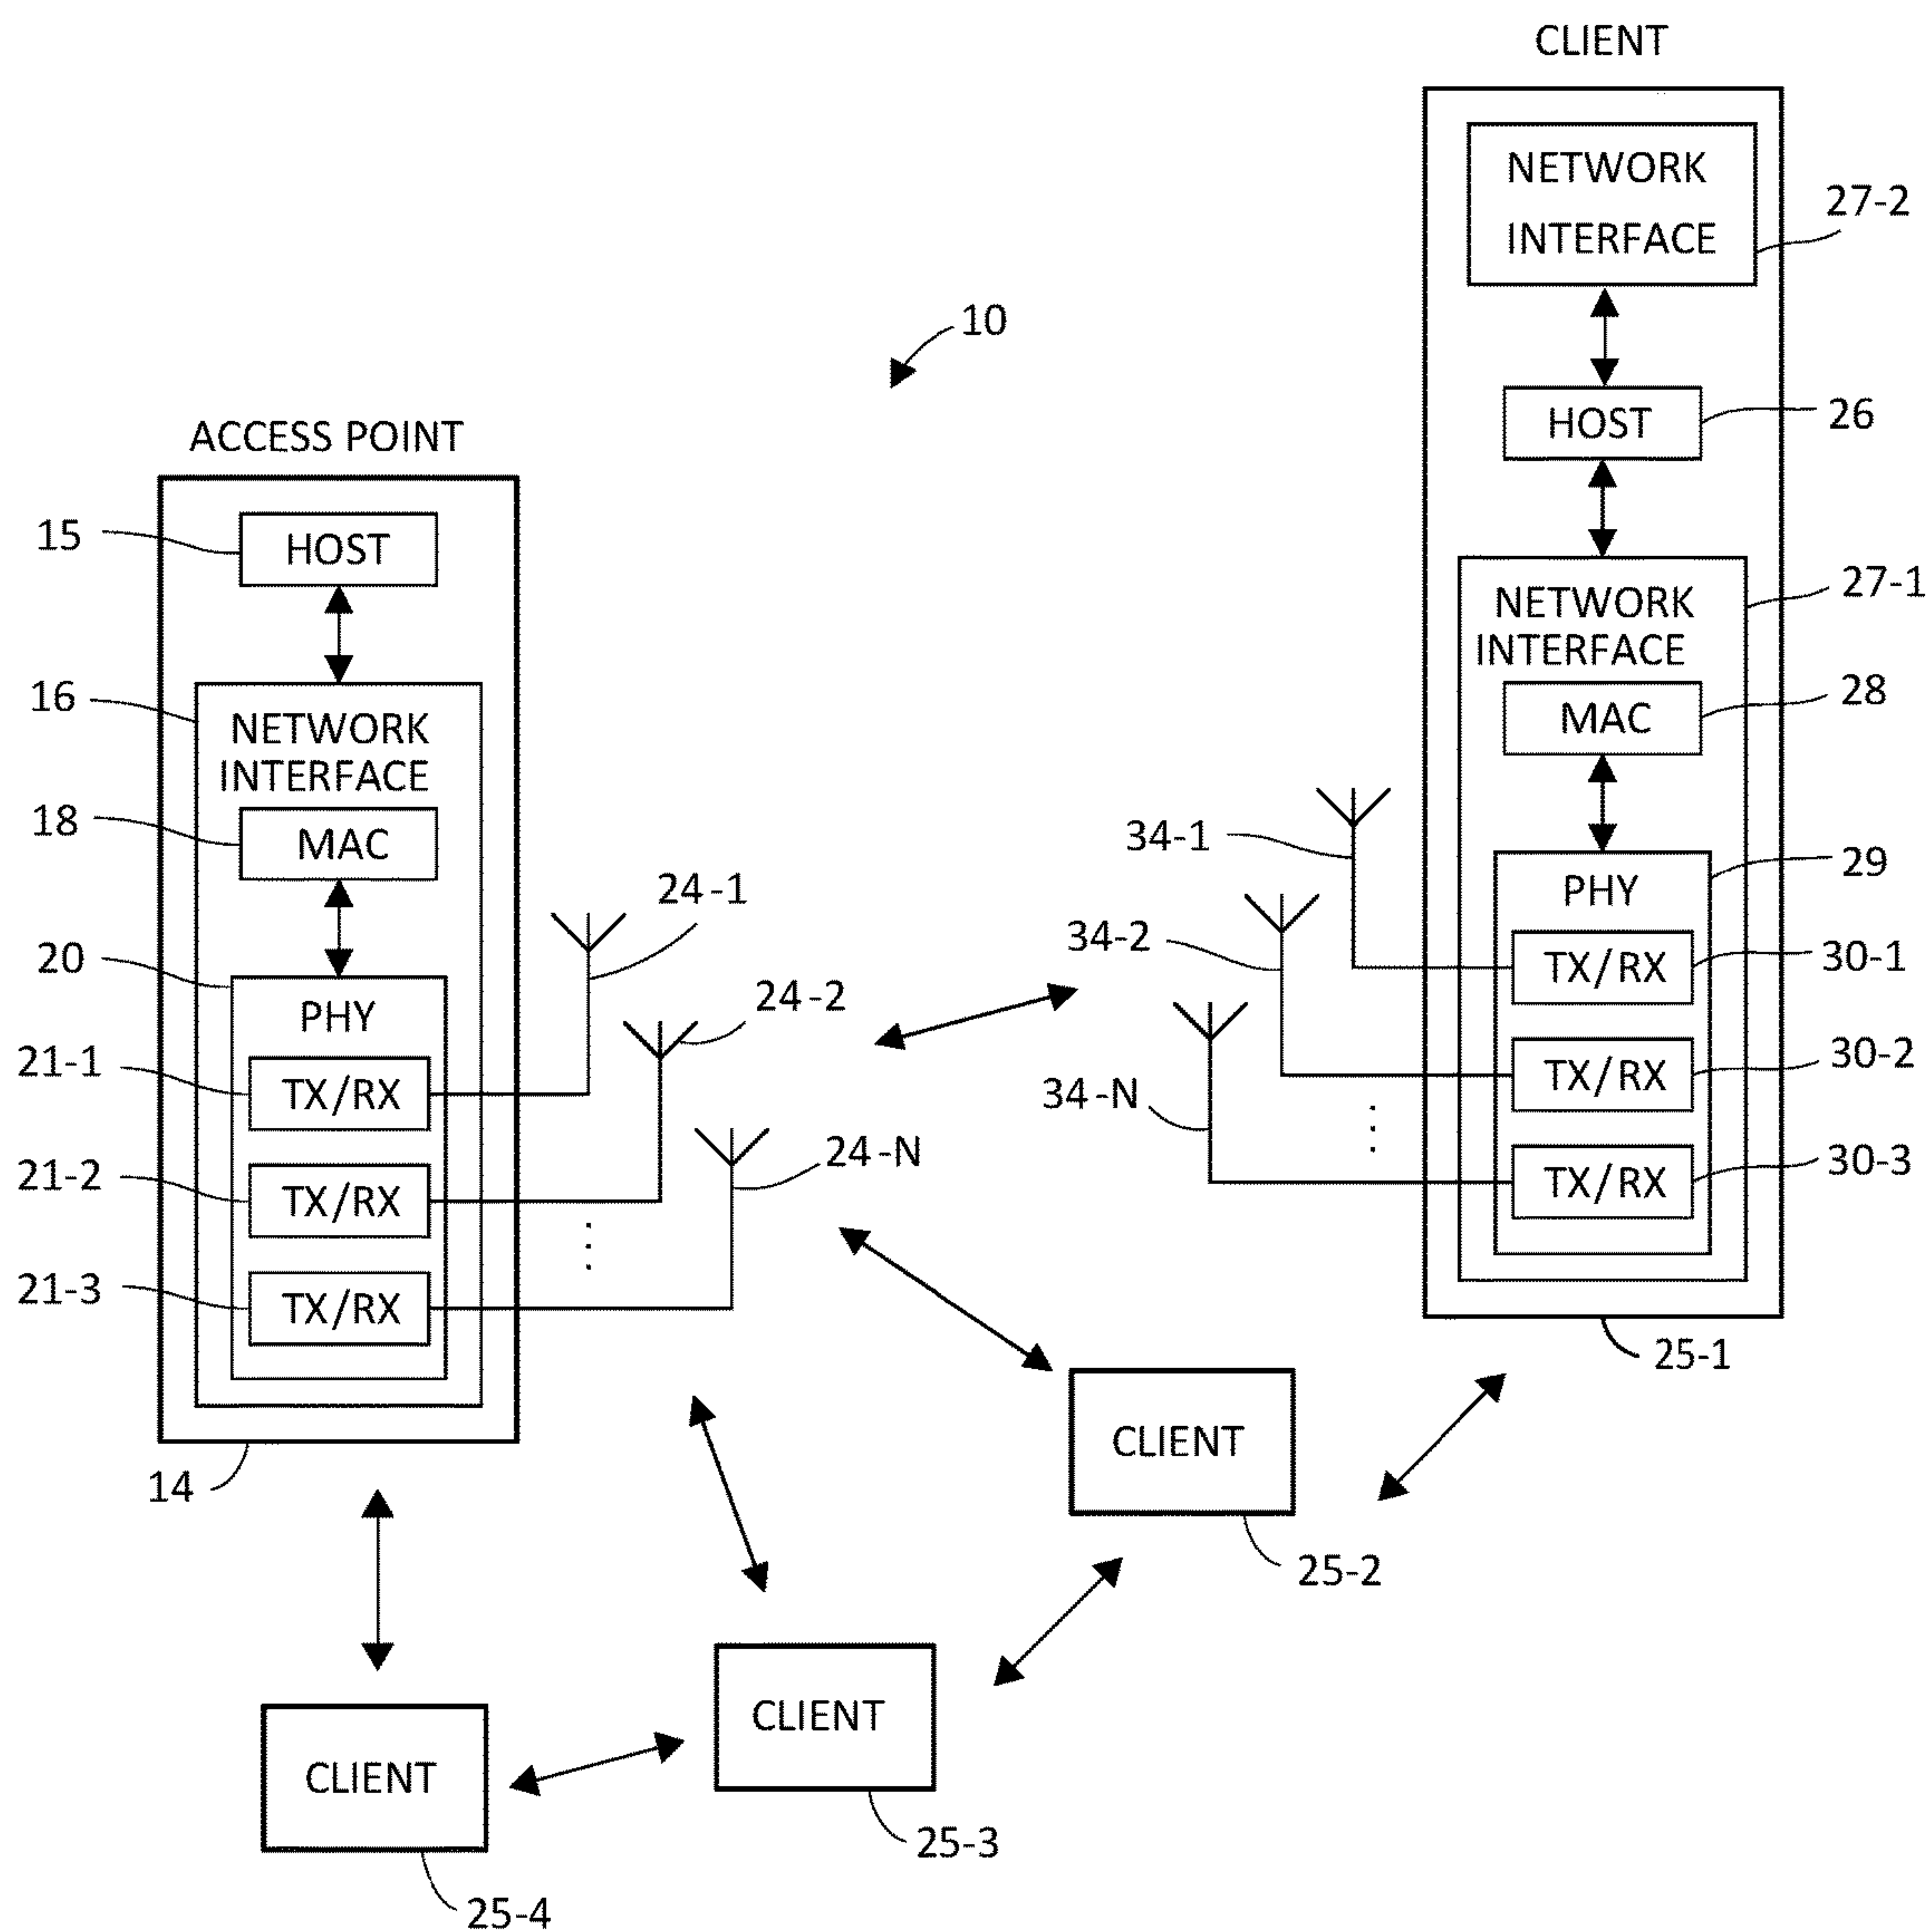 CLIENT
NETWORK
INTERFACE
27-2
10
HOST
26
ACCESS POINT
15
HOST
NETWORK
INTERFACE
27-1
16
NETWORK
INTERFACE
MAC
28
18
MAC
34-1
PHY
29
24-1
34-2
TX/RX
30-1
20
PHY
24-2
21-1
TX/RX
34-N
TX/RX
30-2
21-2
TX/RX
24-N
TX/RX
30-3
21-3
TX/RX
25-1
14
CLIENT
25-2
CLIENT
25-3
CLIENT
25-4